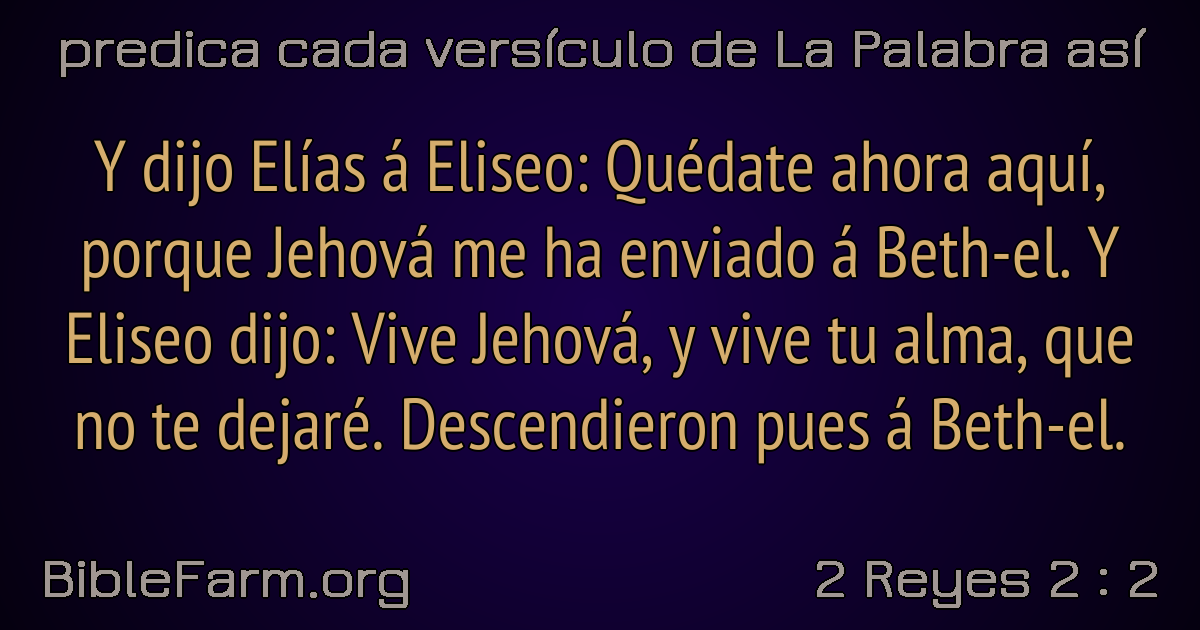 predica cada versículo de La Palabra así
Y dijo Elías á Eliseo: Quédate ahora aquí,
porque Jehová me ha enviado á Beth-el. Y
Eliseo dijo: Vive Jehová, y vive tu alma, que
no te dejaré. Descendieron pues á Beth-el.
BibleFarm.org
2 Reyes 2 : 2